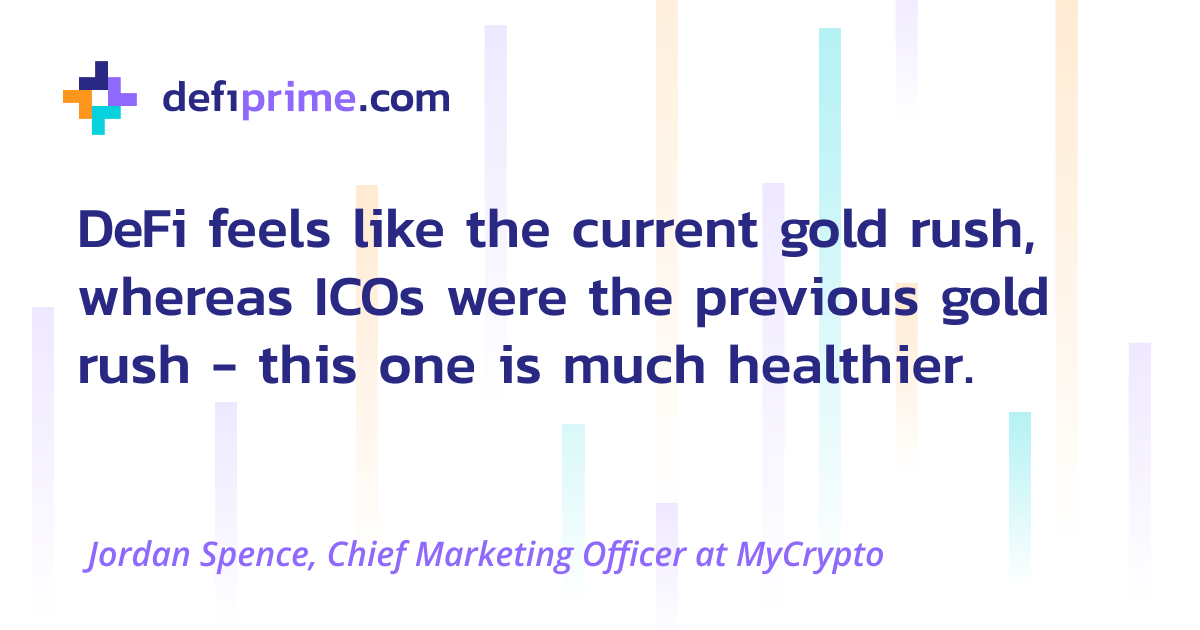 defiprime.com
DeFi feels like the current gold rush,
whereas ICOs were the previous gold
rush – this one is much healthier.
Jordan Spence, Chief Marketing Officer at MyCrypto